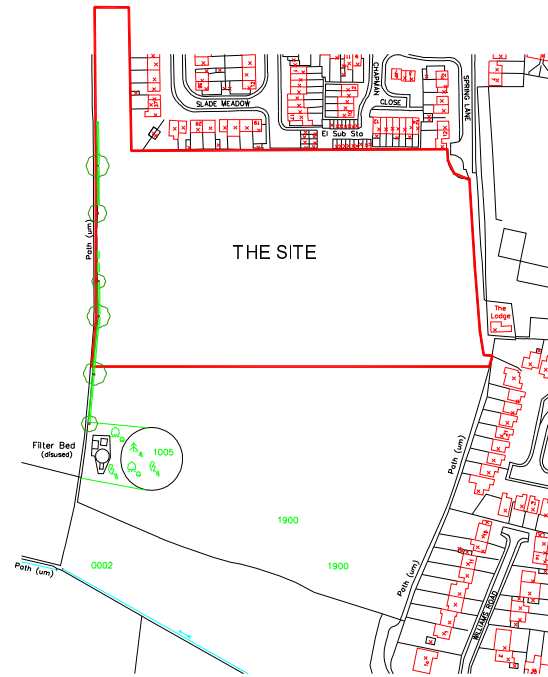 SLADE MEADOW
CHAPMAN
CLOSE
SPRING LANE
El Sub Sta
Path (um)
THE SITE
The
Lodge
Filter Bed
(disused)
1005
Path (um)
1900
1900
0002
Path (um)
Path (um)
WILLIAMS ROAD